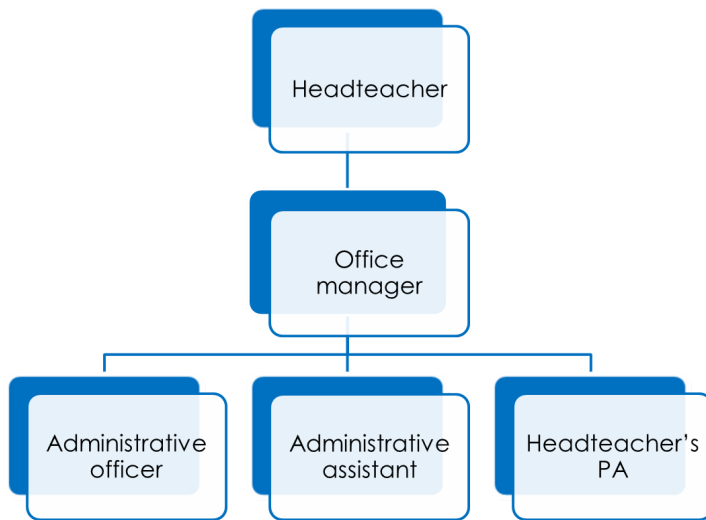 Headteacher
Office
manager
Administrative
officer
Administrative
assistant
Headteacher’s
PA